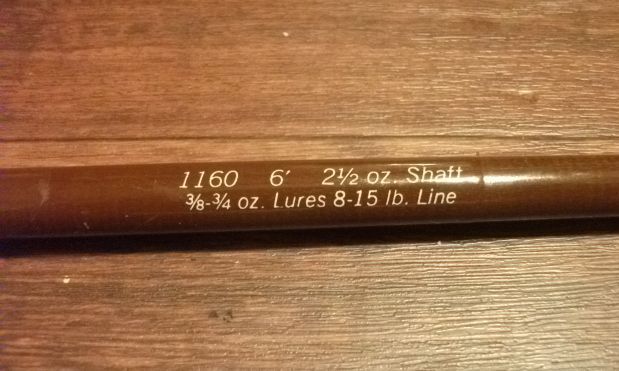 1160 6' 2½ oz. Shaft
⅜-¾ oz. Lures 8-15 lb. Line